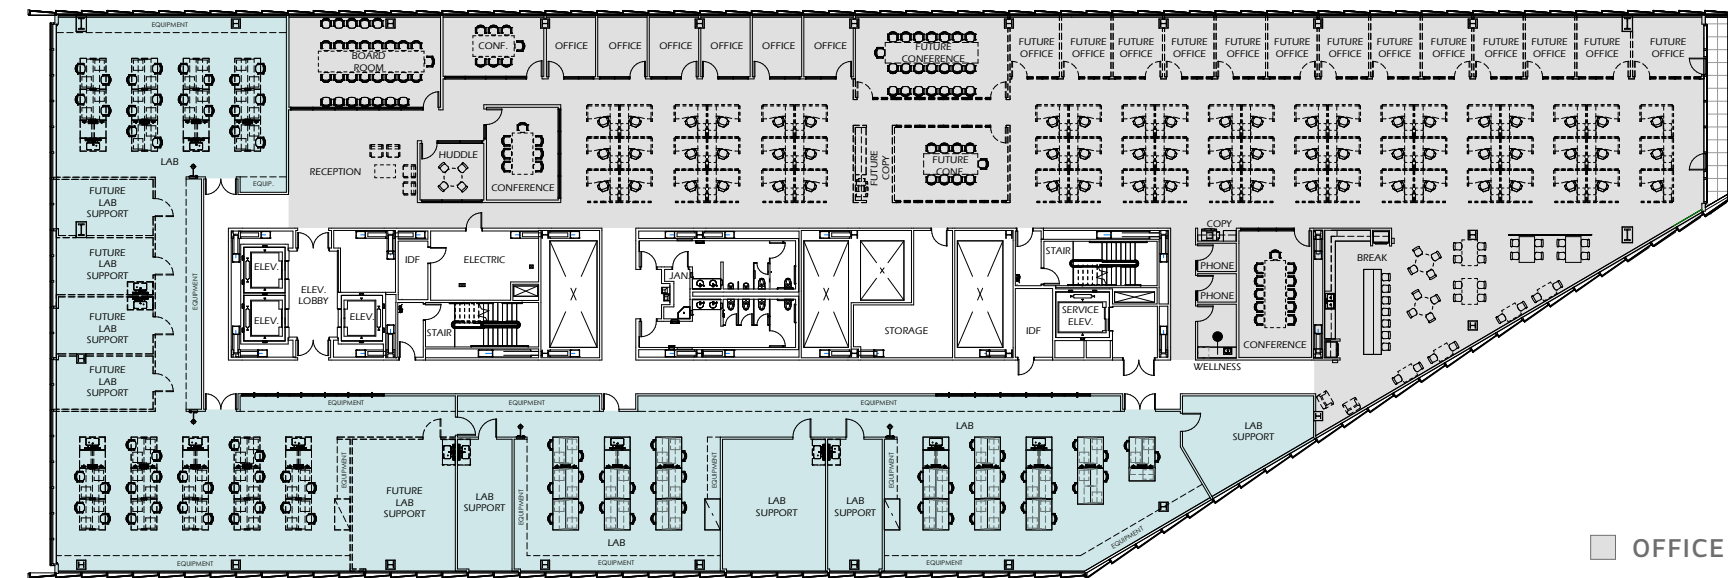 EQUIPMENT
BOARD
ROOM
CONF.
OFFICE
OFFICE
OFFICE
OFFICE
OFFICE
OFFICE
FUTURE
CONFERENCE
FUTURE
OFFICE
FUTURE
OFFICE
FUTURE
OFFICE
FUTURE
OFFICE
FUTURE
OFFICE
FUTURE
OFFICE
FUTURE
OFFICE
FUTURE
OFFICE
FUTURE
OFFICE
FUTURE
OFFICE
FUTURE
OFFICE
FUTURE
OFFICE
FUTURE
OFFICE
LAB
RECEPTION
HUDDLE
CONFERENCE
FUTURE
COPY
FUTURE
CONF.
EQUIP.
FUTURE
LAB
SUPPORT
FUTURE
LAB
SUPPORT
FUTURE
LAB
SUPPORT
FUTURE
LAB
SUPPORT
EQUIPMENT
ELEV.
ELEV.
ELEV.
LOBBY
ELEV.
IDF
ELECTRIC
STAIR
JAN.
STORAGE
IDF
STAIR
SERVICE
ELEV.
COPY
PHONE
PHONE
WELLNESS
CONFERENCE
BREAK
EQUIPMENT
EQUIPMENT
EQUIPMENT
LAB
LAB
SUPPORT
EQUIPMENT
FUTURE
LAB
SUPPORT
LAB
SUPPORT
EQUIPMENT
LAB
EQUIPMENT
LAB
SUPPORT
LAB
SUPPORT
EQUIPMENT
EQUIPMENT
EQUIPMENT
EQUIPMENT
EQUIPMENT
OFFICE